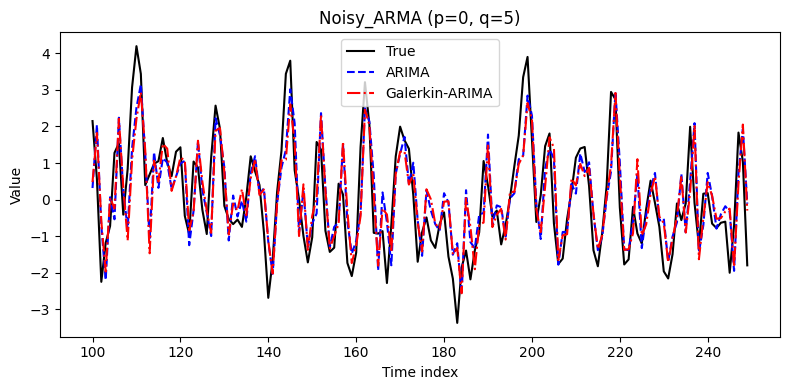 Noisy_ARMA (p=0, q=5)
True
ARIMA
Galerkin-ARIMA
Value
4
3
2
1
0
−1
−2
−3
100 120 140 160 180 200 220 240
Time index